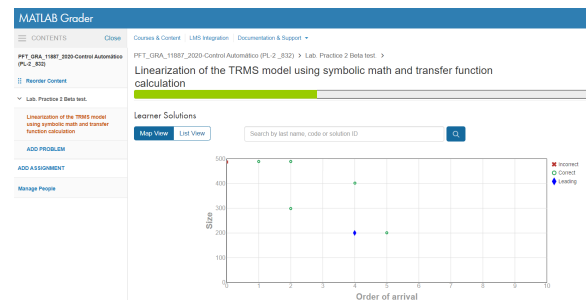 MATLAB Grader
CONTENTS
Close
PFT_GRA_11887_2020-Control Automático
(PL-2 _832)
Reorder Content
Lab. Practice 2 Beta test.
Linearization of the TRMS model
using symbolic math and transfer
function calculation
ADD PROBLEM
ADD ASSIGNMENT
Manage People
Courses & Content | LMS Integration | Documentation & Support
PFT_GRA_11887_2020-Control Automático (PL-2 _832) > Lab. Practice 2 Beta test. >
Linearization of the TRMS model using symbolic math and transfer function
calculation
Learner Solutions
Map View
List View
Search by last name, code or solution ID
500
400
300
200
100
0
Size
0 1 2 3 4 5 6 7 8 9 10
Order of arrival
Incorrect
Correct
Leading